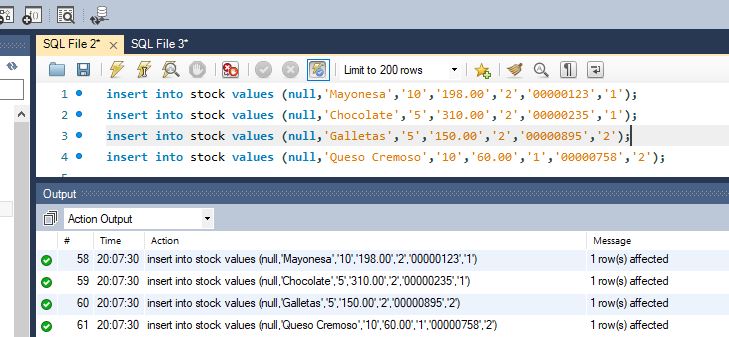 SQL File 2* ×
SQL File 3*
Limit to 200 rows
1 insert into stock values (null,'Mayonesa','10','198.00','2','00000123','1');
2 insert into stock values (null,'Chocolate','5','310.00','2','00000235','1');
3 insert into stock values (null,'Galletas','5','150.00','2','00000895','2');
4 insert into stock values (null,'Queso Cremoso','10','60.00','1','00000758','2');
Output
Action Output
# Time Action Message
58 20:07:30 insert into stock values (null,'Mayonesa','10','198.00','2','00000123','1') 1 row(s) affected
59 20:07:30 insert into stock values (null,'Chocolate','5','310.00','2','00000235','1') 1 row(s) affected
60 20:07:30 insert into stock values (null,'Galletas','5','150.00','2','00000895','2') 1 row(s) affected
61 20:07:30 insert into stock values (null,'Queso Cremoso','10','60.00','1','00000758','2') 1 row(s) affected